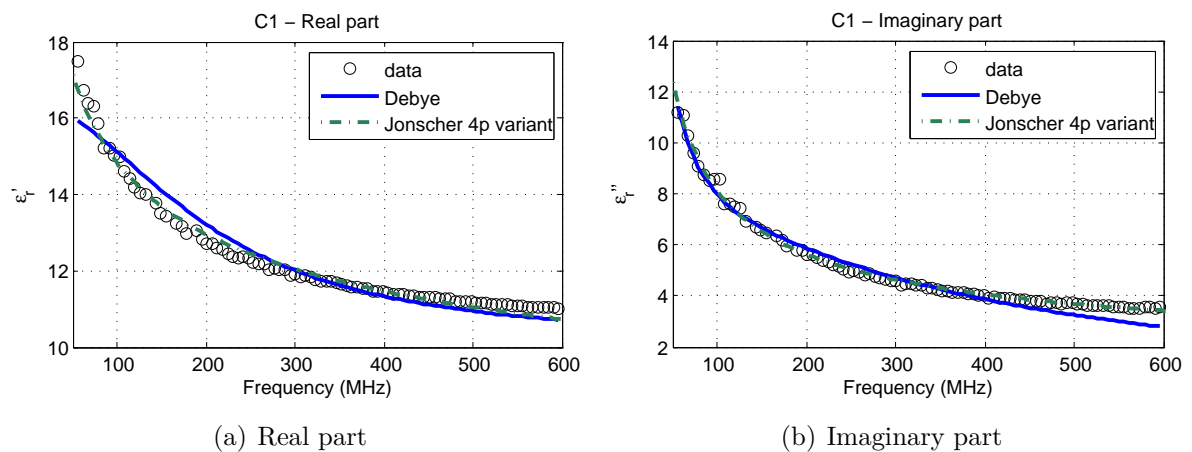 C1 − Real part
18
16
14
12
10
εr'
100
200
300
400
500
600
Frequency (MHz)
data
Debye
Jonscher 4p variant
(a) Real part
C1 − Imaginary part
14
12
10
8
6
4
2
εr''
100
200
300
400
500
600
Frequency (MHz)
data
Debye
Jonscher 4p variant
(b) Imaginary part